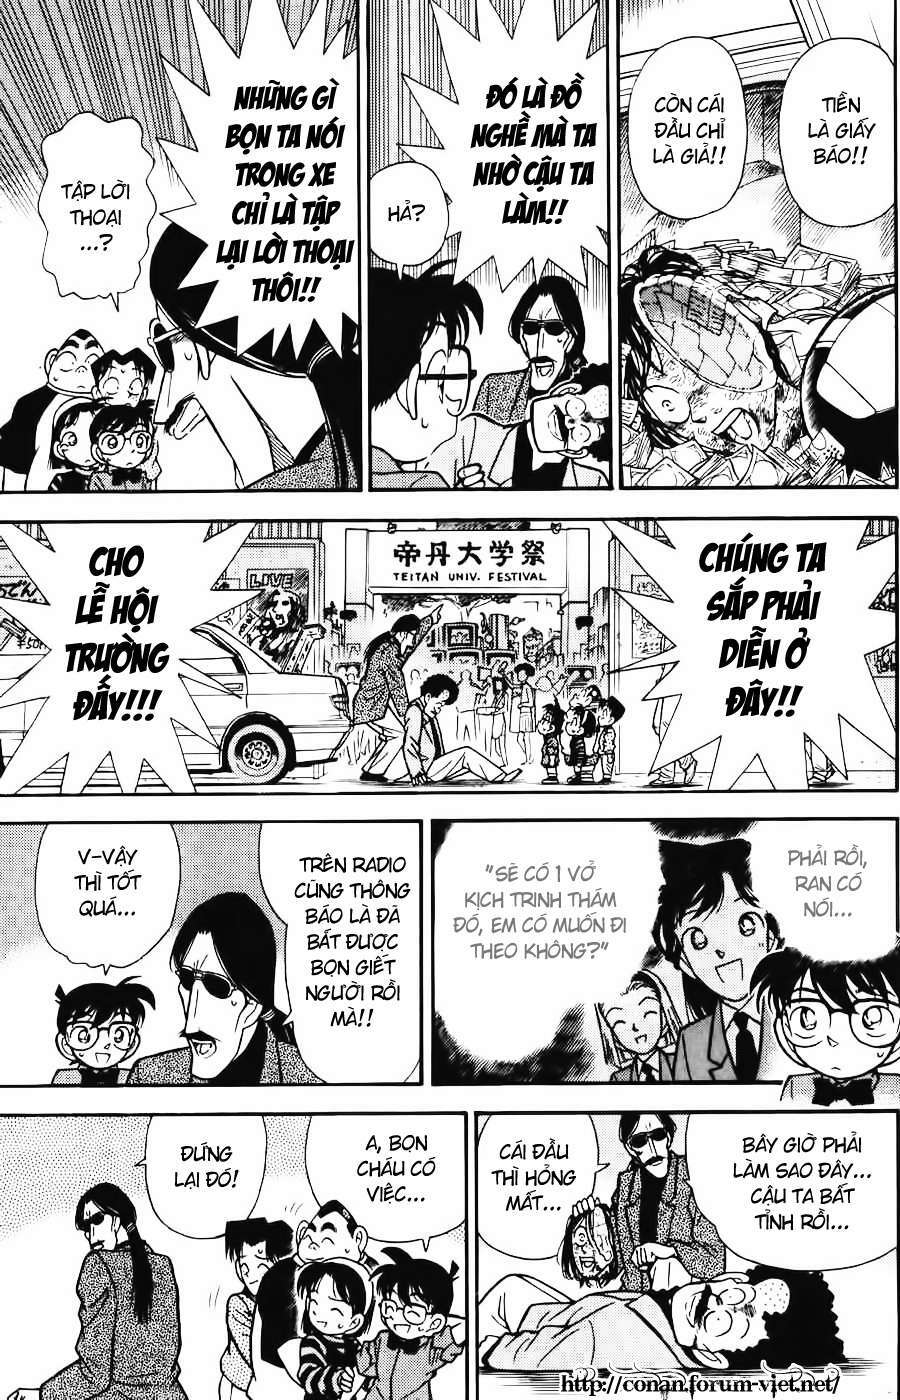 TIỀN
LÀ GIẤY
BÁO!!
CÒN CÁI
ĐẦU CHỈ
LÀ GIẢ!!
ĐÓ LÀ ĐỒ
NGHỀ MÀ TA
NHỜ CẬU TA
LÀM!!
HẢ?
NHỮNG GÌ
BỌN TA NÓI
TRONG XE
CHỈ LÀ TẬP
LẠI LỜI THOẠI
THÔI!!
TẬP LỜI
THOẠI
...?
CHÚNG TA
SẮP PHẢI
DIỄN Ở
ĐÂY!!
帝丹大学祭
TEITAN UNIV. FESTIVAL
LIVE
CHO
LỄ HỘI
TRƯỜNG
ĐẤY!!!
PHẢI RỒI,
RAN CÓ
NÓI...
"SẼ CÓ 1 VỞ
KỊCH TRINH THÁM
ĐÓ, EM CÓ MUỐN ĐI
THEO KHÔNG?"
TRÊN RADIO
CŨNG THÔNG
BÁO LÀ ĐÃ
BẮT ĐƯỢC
BỌN GIẾT
NGƯỜI RỒI
MÀ!!
V-VẬY
THÌ TỐT
QUÁ...
BÂY GIỜ PHẢI
LÀM SAO ĐÂY...
CẬU TA BẤT
TỈNH RỒI...
CÁI ĐẦU
THÌ HỎNG
MẤT...
A, BỌN
CHÁU CÓ
VIỆC...
ĐỨNG
LẠI ĐÓ!
http://conan.forum-viet.net/